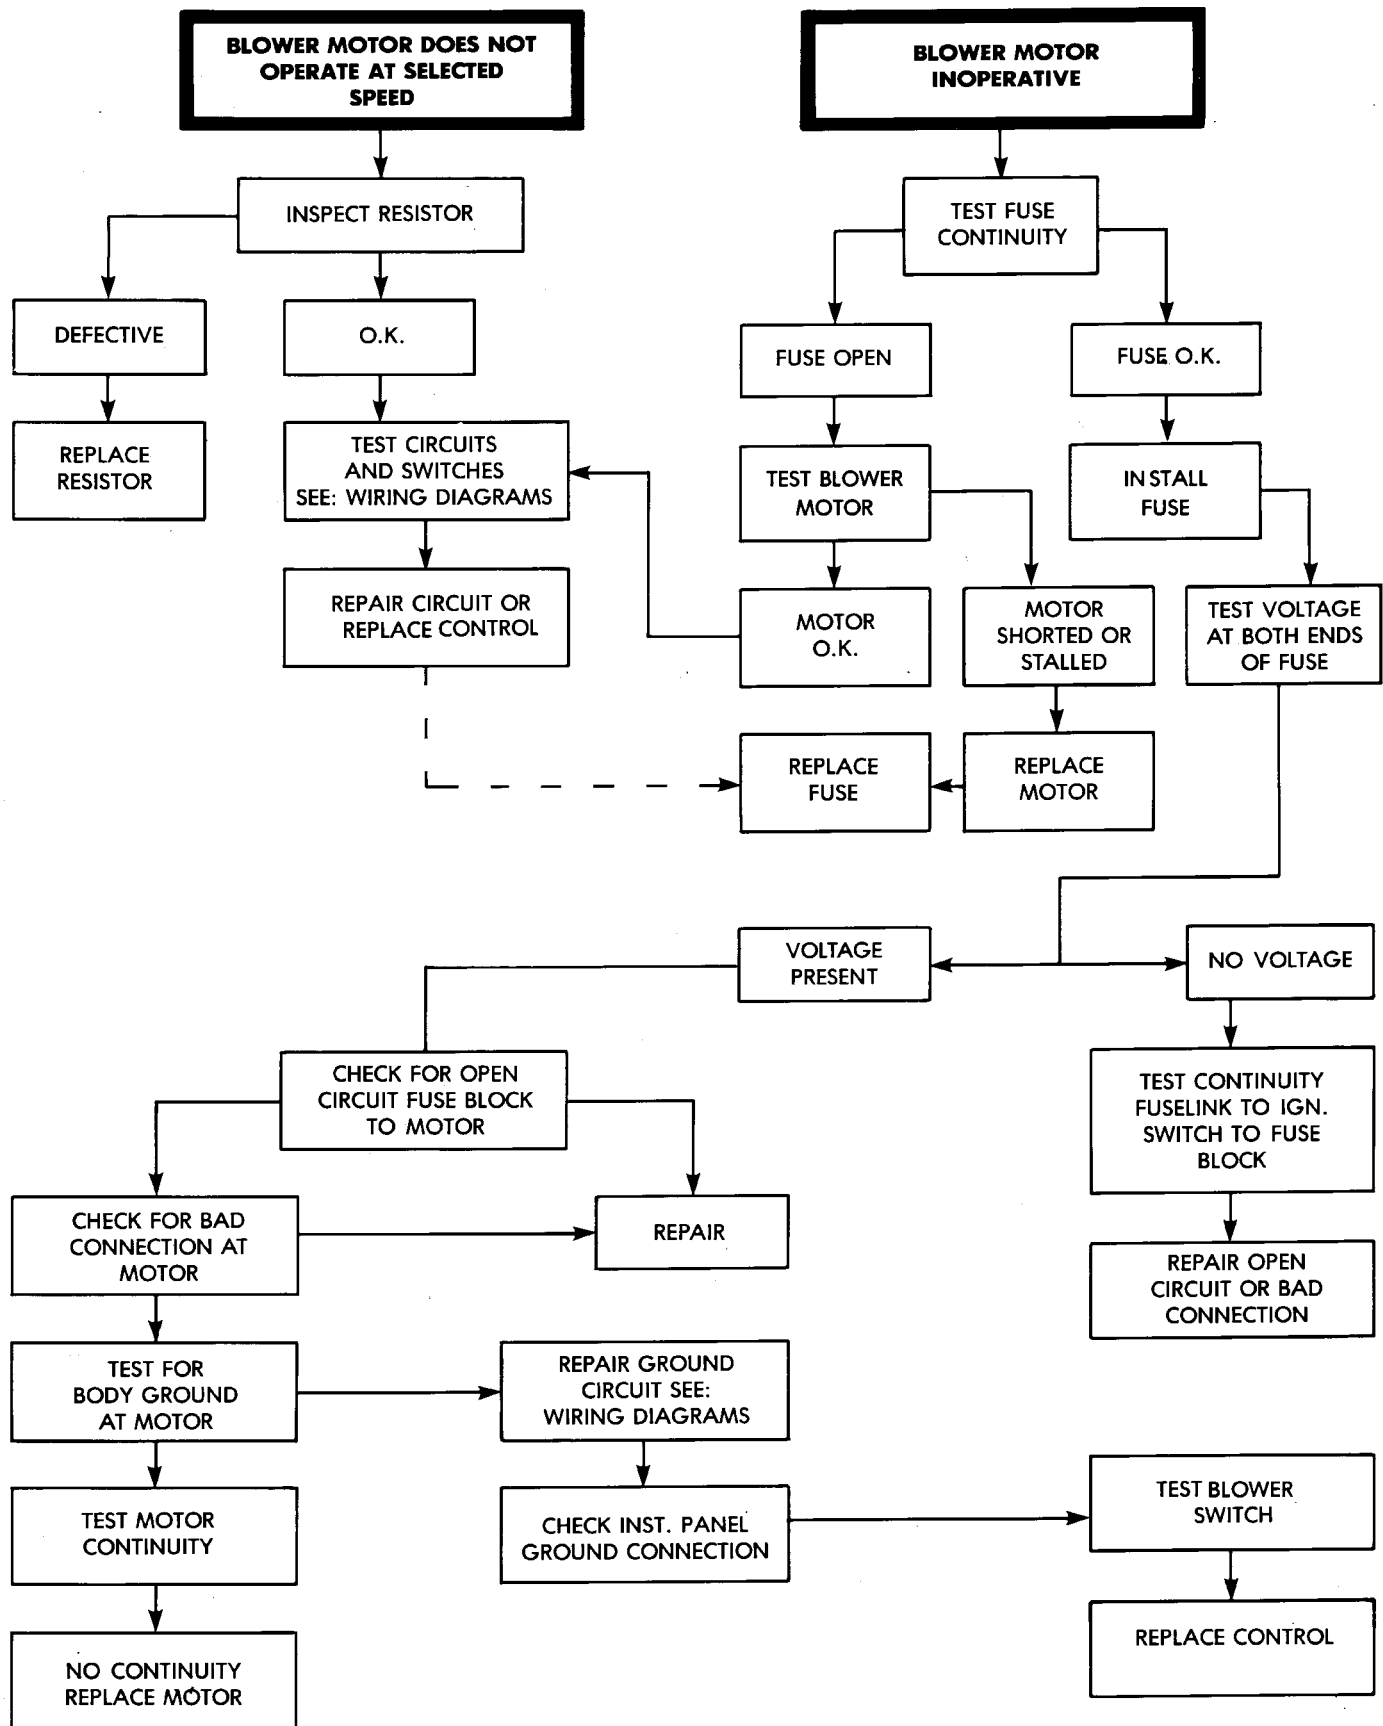 BLOWER MOTOR DOES NOT
OPERATE AT SELECTED
SPEED
BLOWER MOTOR
INOPERATIVE
INSPECT RESISTOR
TEST FUSE
CONTINUITY
DEFECTIVE
O.K.
FUSE OPEN
FUSE O.K.
REPLACE
RESISTOR
TEST CIRCUITS
AND SWITCHES
SEE: WIRING DIAGRAMS
TEST BLOWER
MOTOR
INSTALL
FUSE
REPAIR CIRCUIT OR
REPLACE CONTROL
MOTOR
O.K.
MOTOR
SHORTED OR
STALLED
TEST VOLTAGE
AT BOTH ENDS
OF FUSE
REPLACE
FUSE
REPLACE
MOTOR
VOLTAGE
PRESENT
NO VOLTAGE
CHECK FOR OPEN
CIRCUIT FUSE BLOCK
TO MOTOR
TEST CONTINUITY
FUSELINK TO IGN.
SWITCH TO FUSE
BLOCK
CHECK FOR BAD
CONNECTION AT
MOTOR
REPAIR
REPAIR OPEN
CIRCUIT OR BAD
CONNECTION
TEST FOR
BODY GROUND
AT MOTOR
REPAIR GROUND
CIRCUIT SEE:
WIRING DIAGRAMS
TEST MOTOR
CONTINUITY
CHECK INST. PANEL
GROUND CONNECTION
TEST BLOWER
SWITCH
NO CONTINUITY
REPLACE MOTOR
REPLACE CONTROL